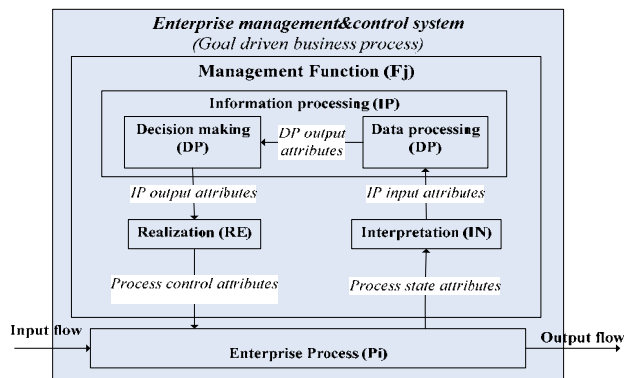 Enterprise management&control system
(Goal driven business process)
Management Function (Fj)
Information processing (IP)
Decision making
(DP)
DP output
attributes
Data processing
(DP)
IP output attributes
IP input attributes
Realization (RE)
Interpretation (IN)
Process control attributes
Process state attributes
Input flow
Output flow
Enterprise Process (Pi)